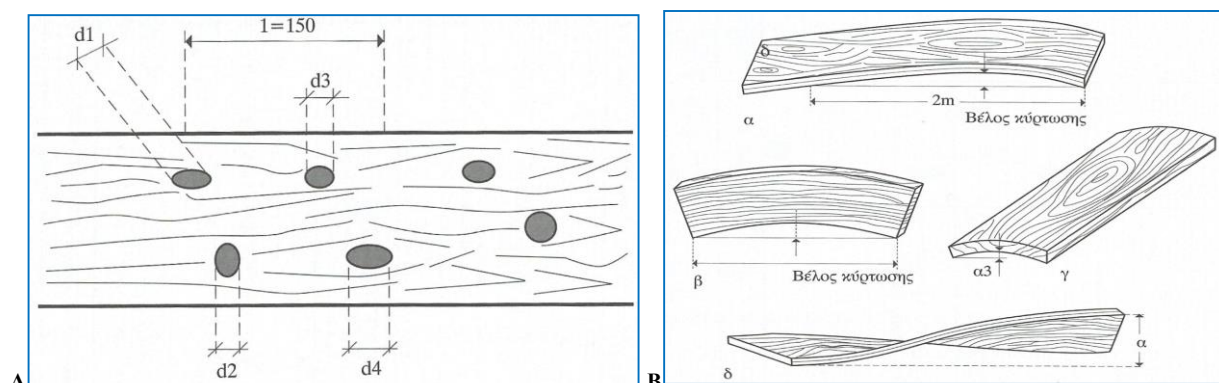 d1
1=150
d3
d2
d4
A
δ
2m
Βέλος κύρτωσης
α
Βέλος κύρτωσης
β
α3
γ
α
δ
B